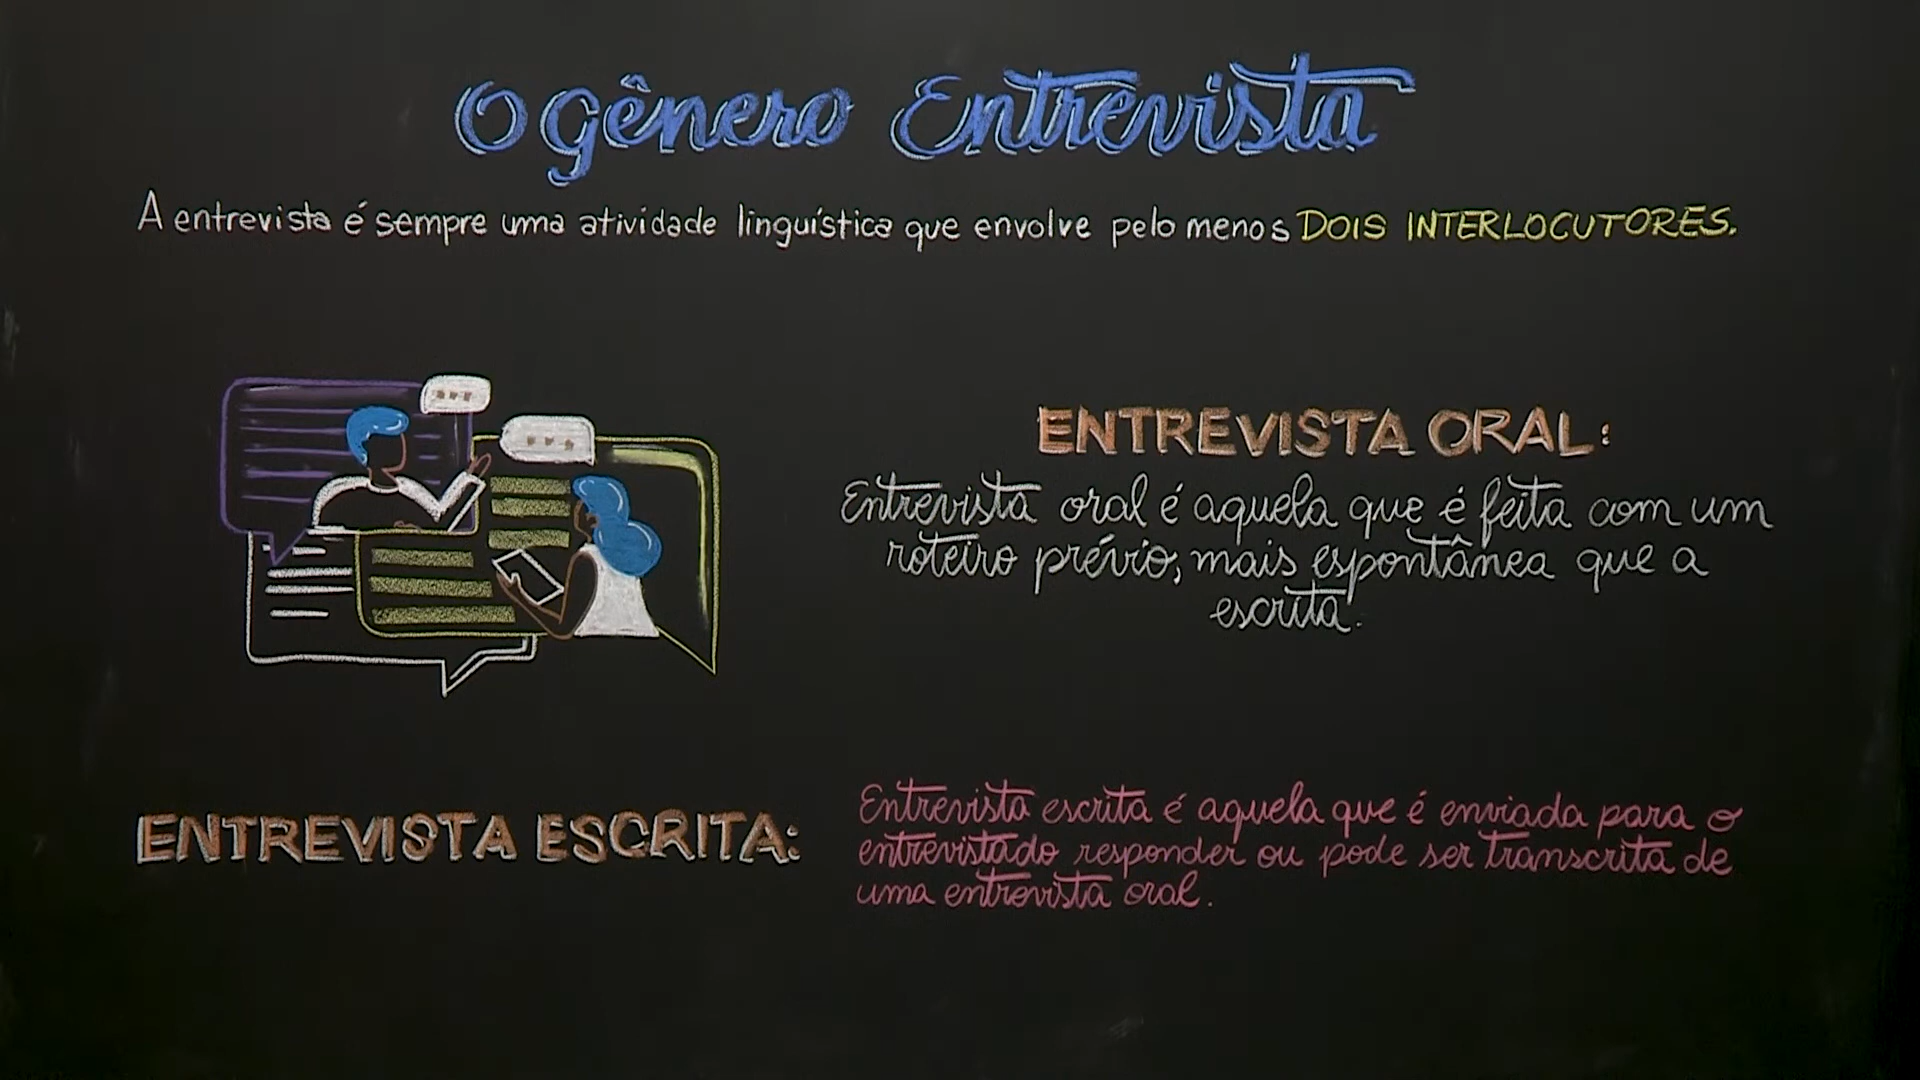 O Gênero Entrevista
A entrevista é sempre uma atividade linguística que envolve pelo menos DOIS INTERLOCUTORES.
ENTREVISTA ORAL:
Entrevista oral é aquela que é feita com um
roteiro prévio, mais espontânea que a
escrita.
ENTREVISTA ESCRITA:
Entrevista escrita é aquela que é enviada para o
entrevistado responder ou pode ser transcrita de
uma entrevista oral.